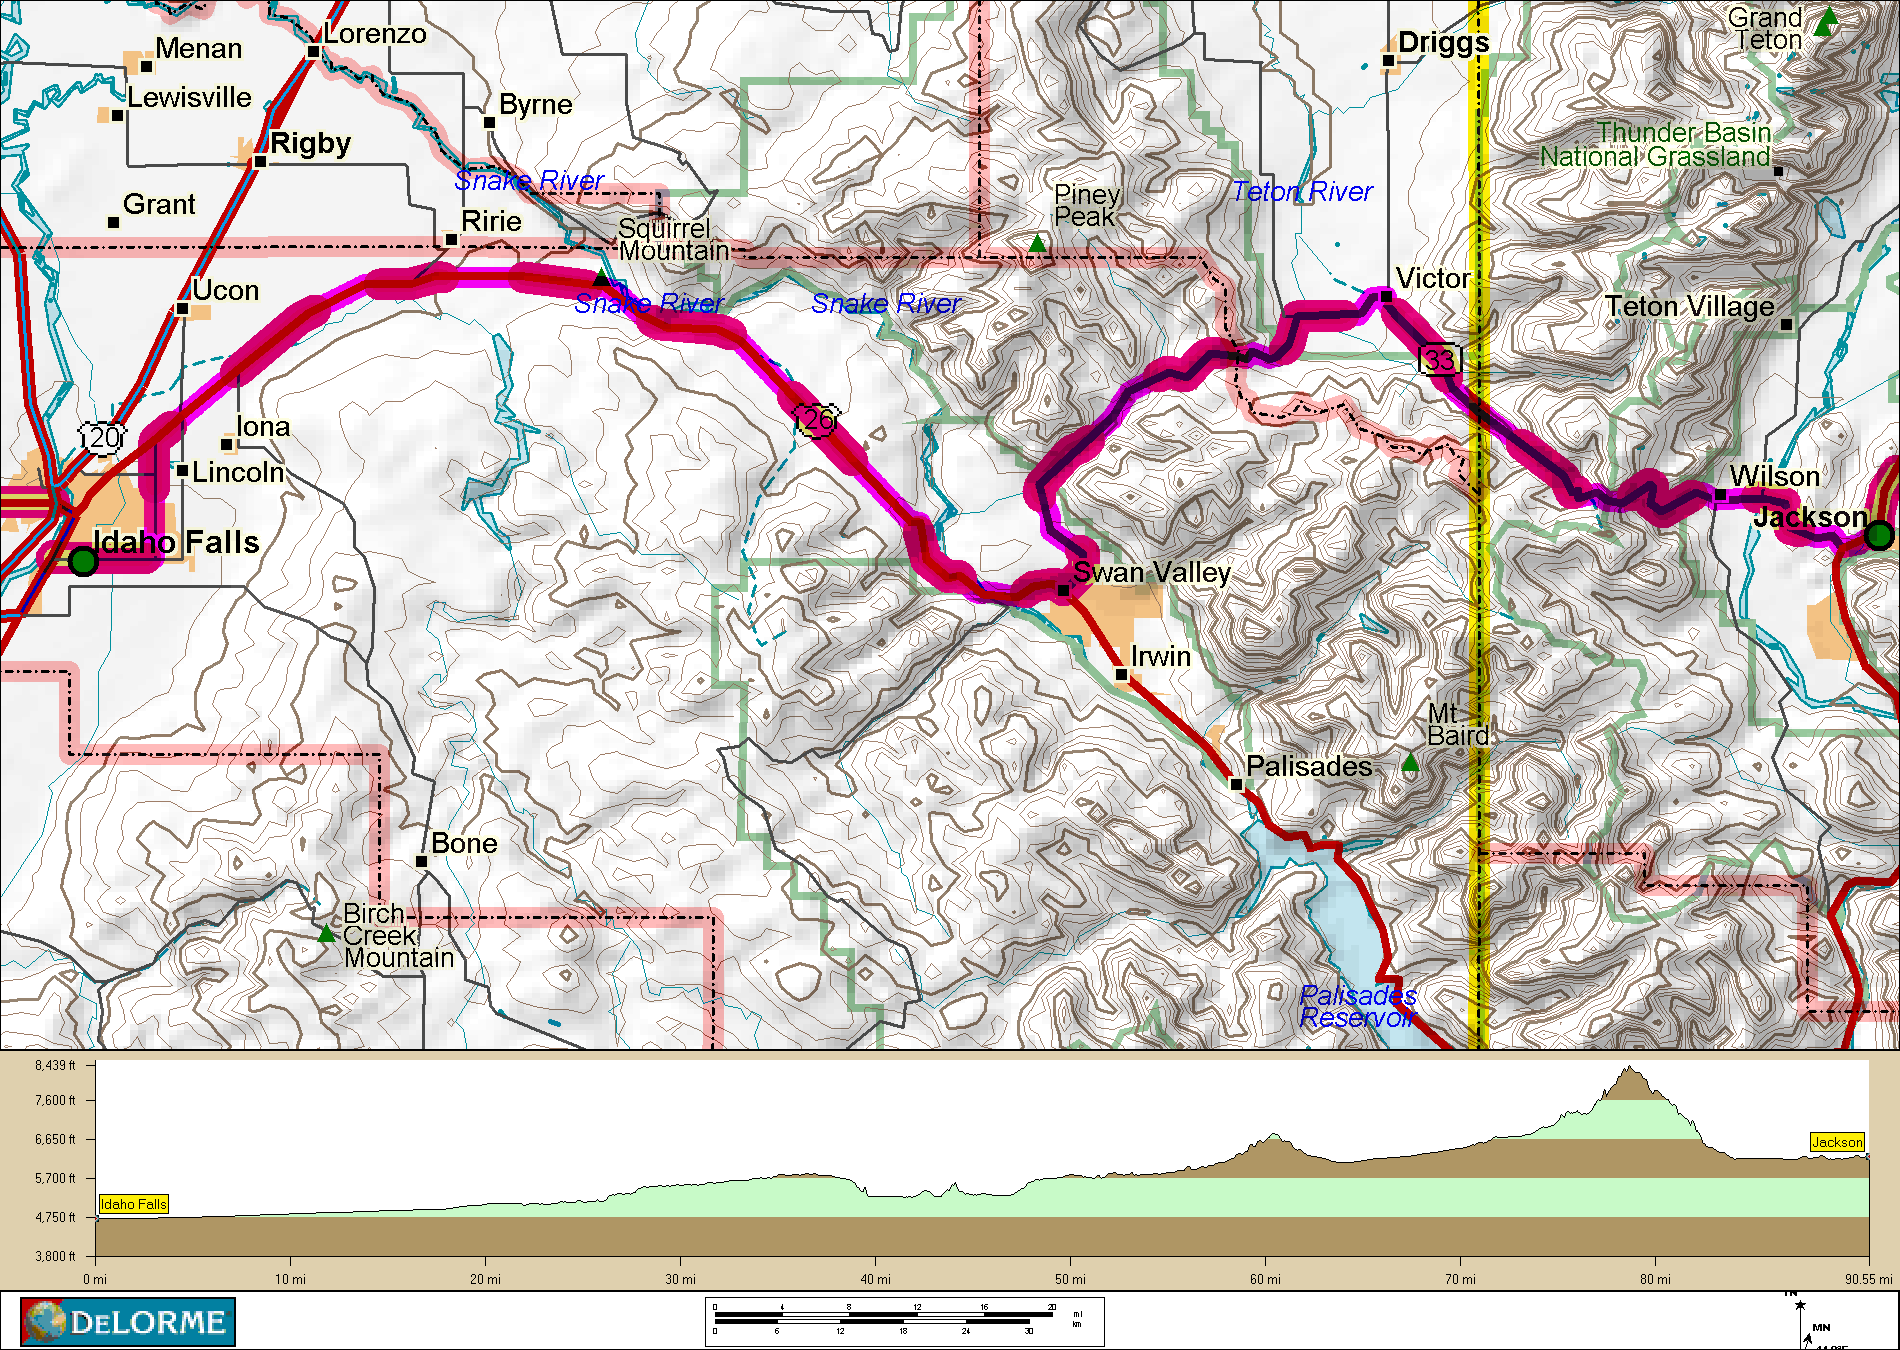 Grand
Teton
Lorenzo
Menan
Driggs
Lewisville
Byrne
Thunder Basin
National Grassland
Rigby
Snake River
Teton River
Piney
Peak
Grant
Ririe
Squirrel
Mountain
Ucon
Snake River
Snake River
Victor
Teton Village
33
26
20
Iona
Lincoln
Wilson
Jackson
Idaho Falls
Swan Valley
Irwin
Mt
Baird
Palisades
Bone
Birch
Creek
Mountain
Palisades
Reservoir
8,439 ft
7,600 ft
6,650 ft
5,700 ft
4,750 ft
3,800 ft
Idaho Falls
Jackson
0 mi
10 mi
20 mi
30 mi
40 mi
50 mi
60 mi
70 mi
80 mi
90.55 mi
DELORME
0 4 8 12 16 20
mi
km
0 6 12 18 24 30
TN
MN